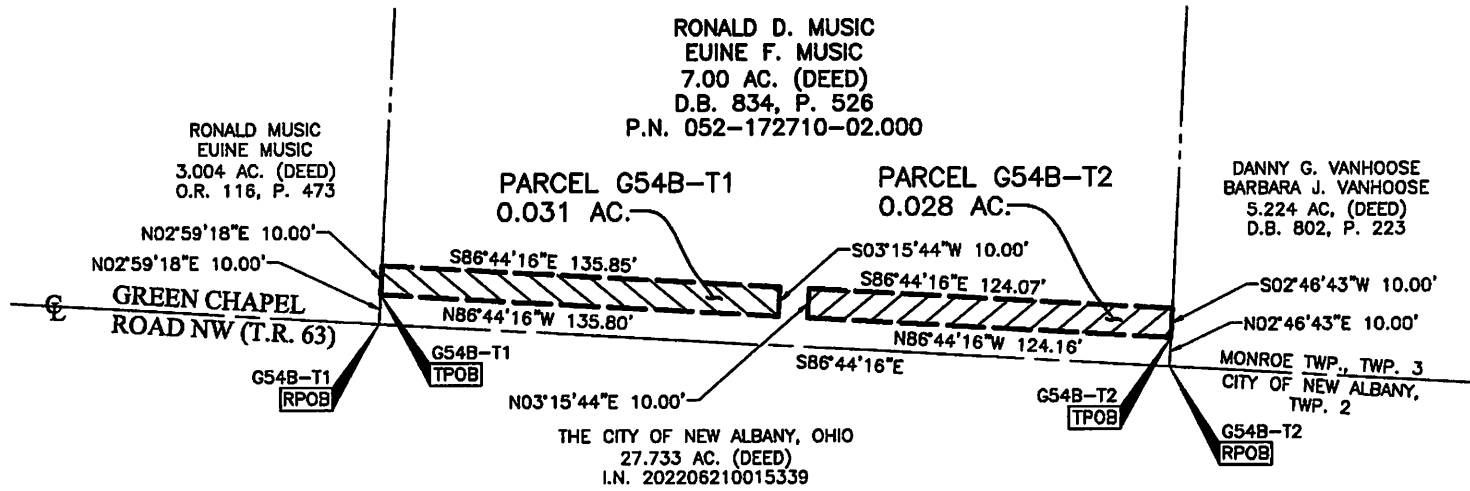 RONALD D. MUSIC
EUINE F. MUSIC
7.00 AC. (DEED)
D.B. 834, P. 526
P.N. 052-172710-02.000
RONALD MUSIC
EUINE MUSIC
3.004 AC. (DEED)
O.R. 116, P. 473
PARCEL G54B-T1
0.031 AC.
PARCEL G54B-T2
0.028 AC.
DANNY G. VANHOOSE
BARBARA J. VANHOOSE
5.224 AC. (DEED)
D.B. 802, P. 223
N02°59'18"E 10.00'
N02°59'18"E 10.00'
S86°44'16"E 135.85'
S03°15'44"W 10.00'
S86°44'16"E 124.07'
S02°46'43"W 10.00'
℄ GREEN CHAPEL
ROAD NW (T.R. 63)
N86°44'16"W 135.80'
N86°44'16"W 124.16'
N02°46'43"E 10.00'
S86°44'16"E
G54B-T1
TPOB
G54B-T1
RPOB
N03°15'44"E 10.00'
G54B-T2
TPOB
MONROE TWP., TWP. 3
CITY OF NEW ALBANY,
TWP. 2
G54B-T2
RPOB
THE CITY OF NEW ALBANY, OHIO
27.733 AC. (DEED)
I.N. 202206210015339